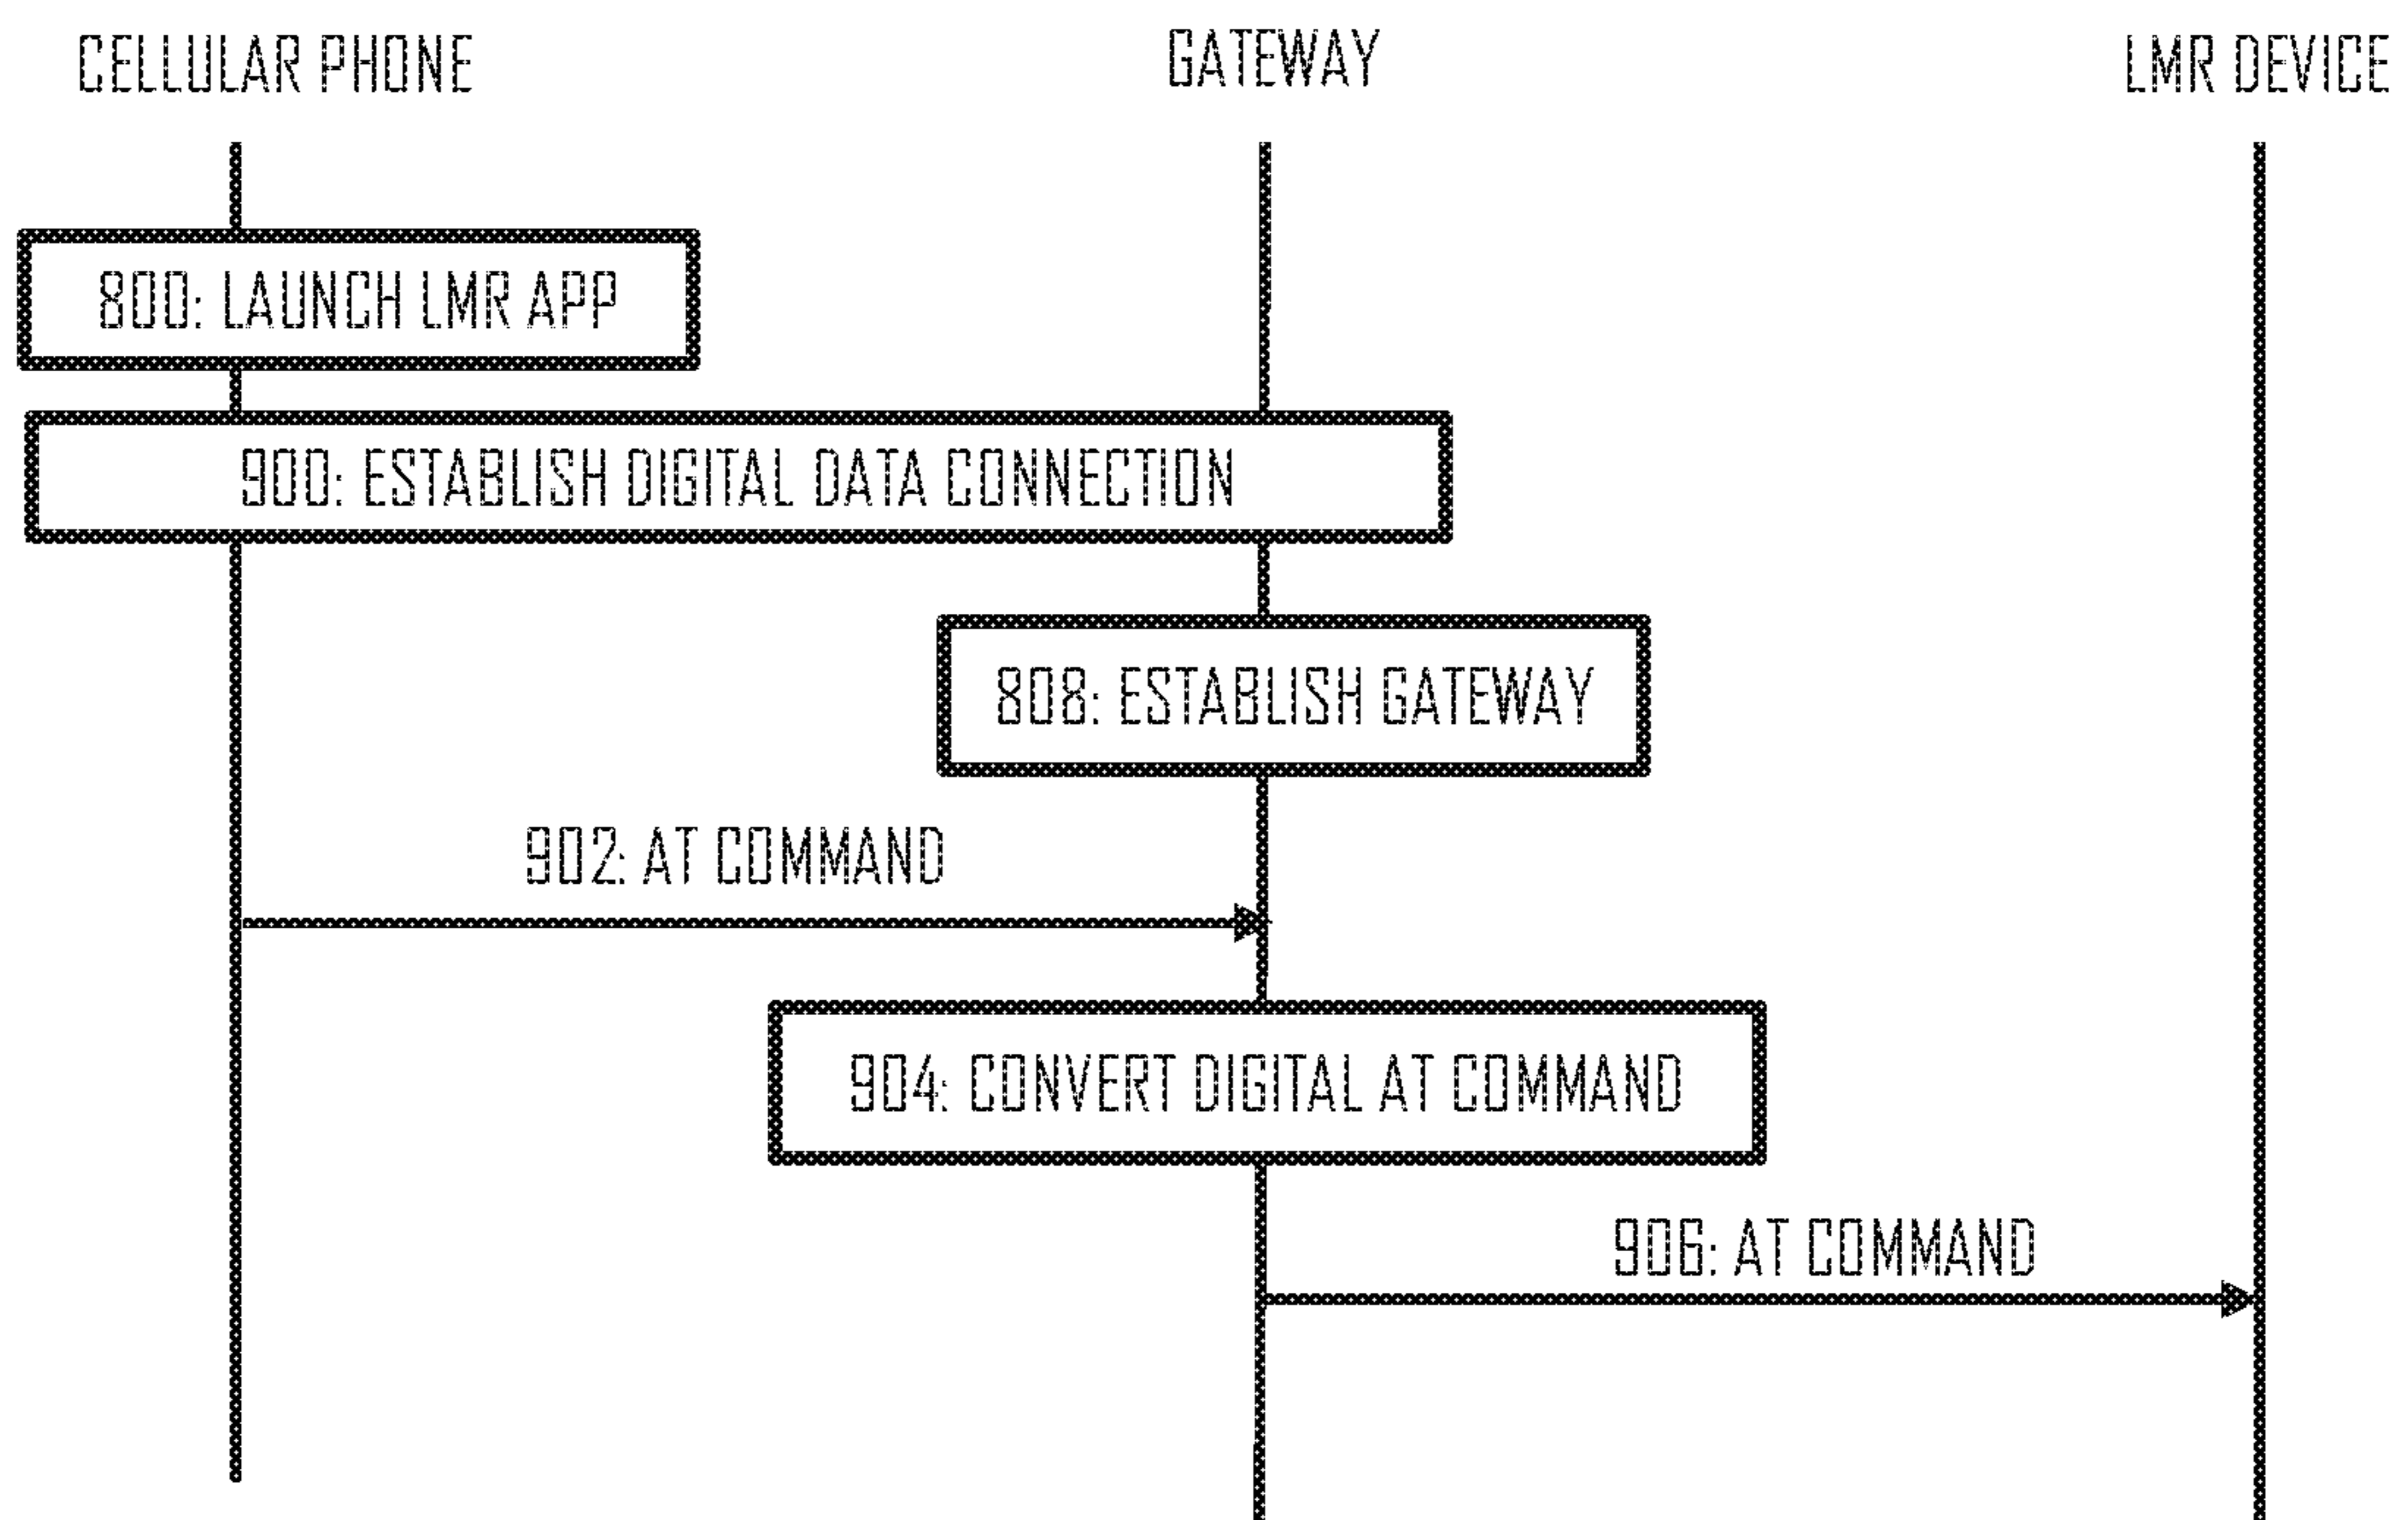 CELLULAR PHONE
GATEWAY
LMR DEVICE
800: LAUNCH LMR APP
900: ESTABLISH DIGITAL DATA CONNECTION
808: ESTABLISH GATEWAY
902: AT COMMAND
904: CONVERT DIGITAL AT COMMAND
906: AT COMMAND